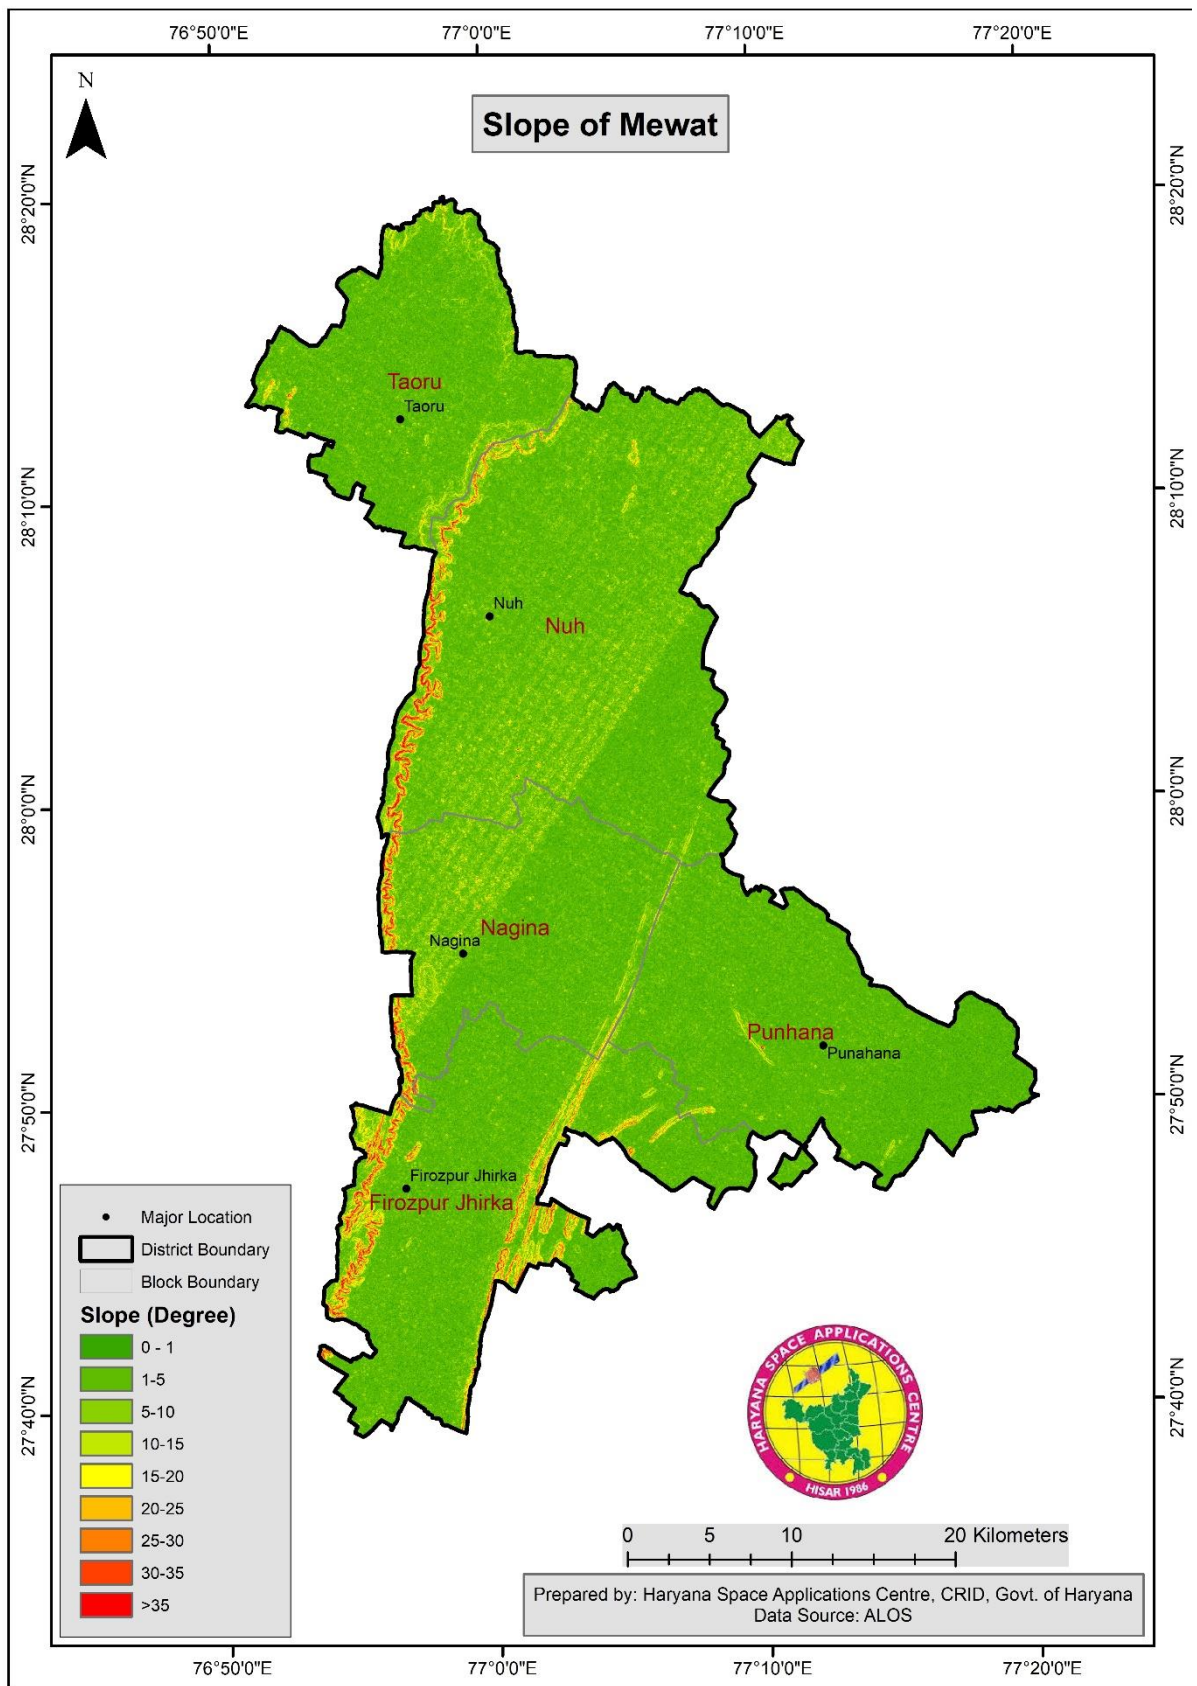 76°50'0"E 77°0'0"E 77°10'0"E 77°20'0"E
N
Slope of Mewat
28°20'0"N
28°20'0"N
Taoru
Taoru
28°10'0"N
28°10'0"N
Nuh
Nuh
28°0'0"N
28°0'0"N
Nagina
Nagina
Punhana
Punahana
27°50'0"N
27°50'0"N
Firozpur Jhirka
Firozpur Jhirka
27°40'0"N
27°40'0"N
Major Location
District Boundary
Block Boundary
Slope (Degree)
0 - 1
1-5
5-10
10-15
15-20
20-25
25-30
30-35
>35
HARYANA SPACE APPLICATIONS CENTRE
HISAR 1986
0 5 10 20 Kilometers
Prepared by: Haryana Space Applications Centre, CRID, Govt. of Haryana
Data Source: ALOS
76°50'0"E 77°0'0"E 77°10'0"E 77°20'0"E